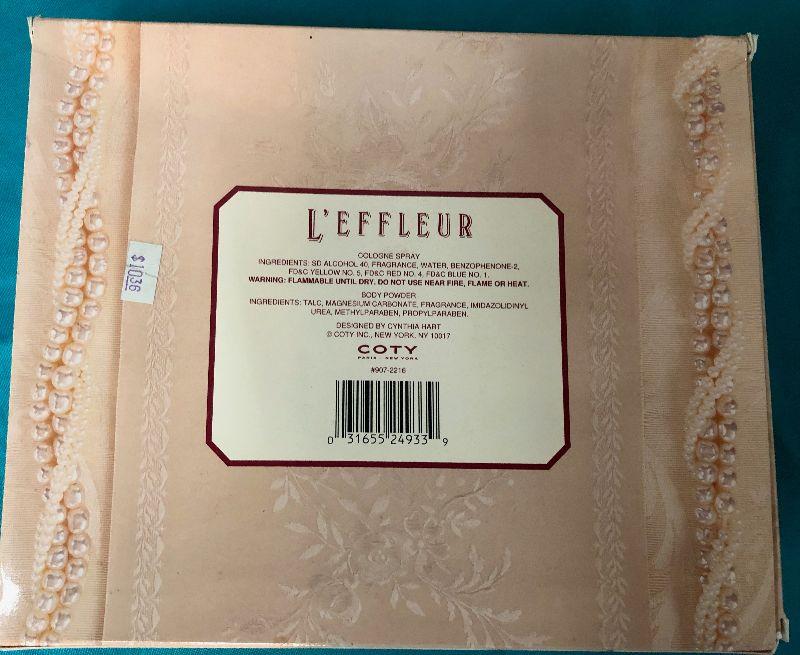 L'EFFLEUR
COLOGNE SPRAY
INGREDIENTS: SD ALCOHOL 40, FRAGRANCE, WATER, BENZOPHENONE-2,
FD&C YELLOW NO. 5, FD&C RED NO. 4, FD&C BLUE NO. 1.
WARNING: FLAMMABLE UNTIL DRY. DO NOT USE NEAR FIRE, FLAME OR HEAT.
BODY POWDER
INGREDIENTS: TALC, MAGNESIUM CARBONATE, FRAGRANCE, IMIDAZOLIDINYL
UREA, METHYLPARABEN, PROPYLPARABEN.
DESIGNED BY CYNTHIA HART
© COTY INC., NEW YORK, NY 10017
COTY
PARIS - NEW YORK
#907-2216
0 31655 24933 9
$10.36